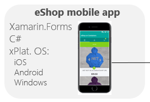 eShop mobile app
Xamarin.Forms
C#
xPlat. OS:
iOS
Android
Windows